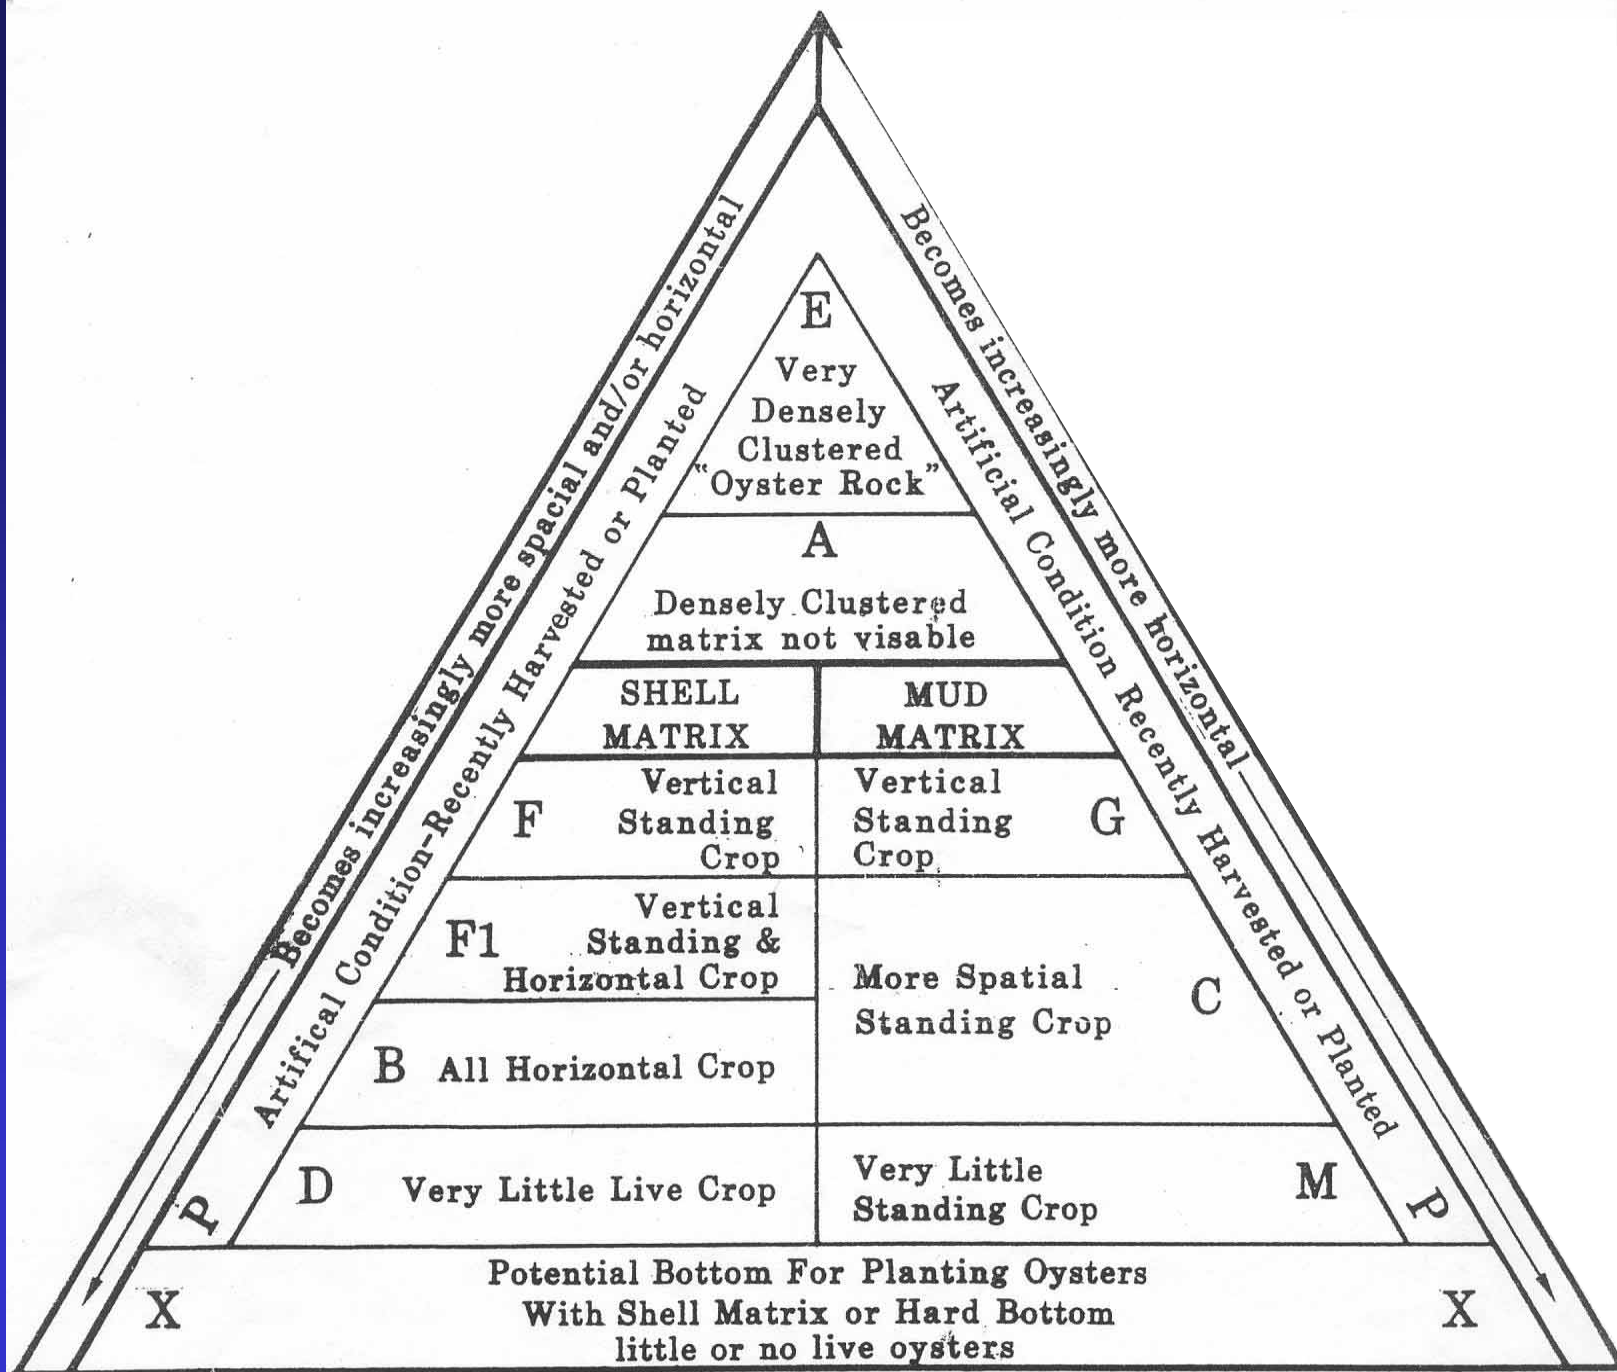 Becomes increasingly more spacial and/or horizontal
Becomes increasingly more horizontal
Artifical Condition-Recently Harvested or Planted
Artificial Condition Recently Harvested or Planted
E
Very
Densely
Clustered
"Oyster Rock"
A
Densely Clustered
matrix not visable
SHELL
MATRIX
MUD
MATRIX
F
Vertical
Standing
Crop
Vertical
Standing
Crop
G
F1
Vertical
Standing &
Horizontal Crop
More Spatial
Standing Crop
C
B All Horizontal Crop
D Very Little Live Crop
Very Little
Standing Crop
M
P
P
X
Potential Bottom For Planting Oysters
With Shell Matrix or Hard Bottom
little or no live oysters
X